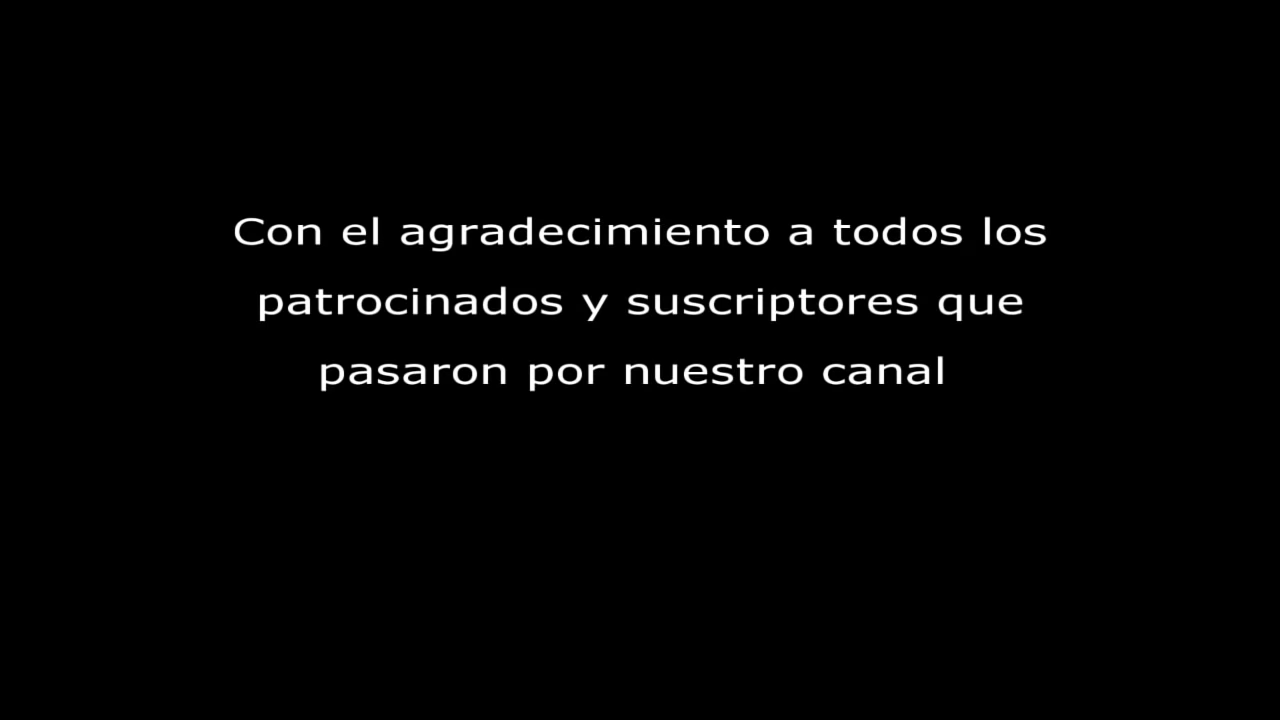 Con el agradecimiento a todos los
patrocinados y suscriptores que
pasaron por nuestro canal